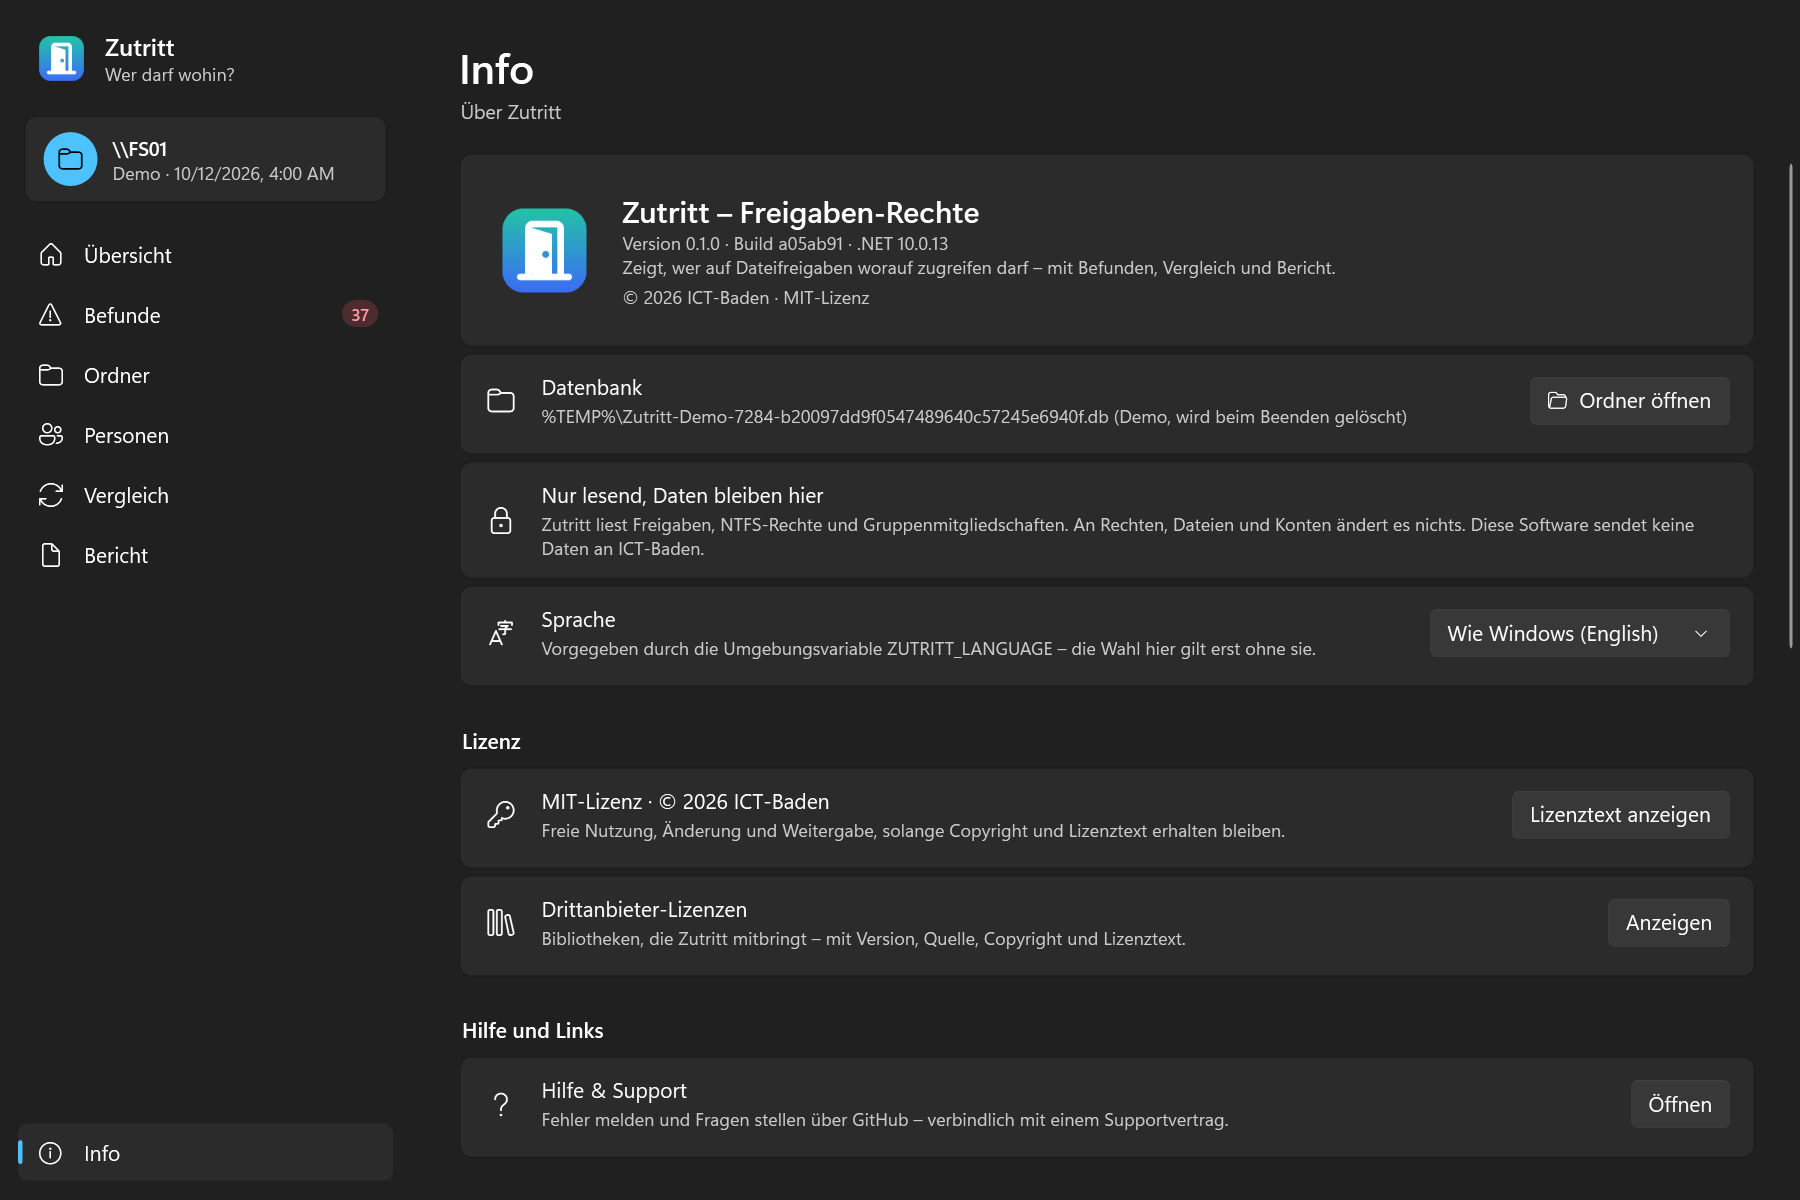 Zutritt
Wer darf wohin?
\\FS01
Demo · 10/12/2026, 4:00 AM
Übersicht
Befunde
37
Ordner
Personen
Vergleich
Bericht
Info
Info
Über Zutritt
Zutritt – Freigaben-Rechte
Version 0.1.0 · Build a05ab91 · .NET 10.0.13
Zeigt, wer auf Dateifreigaben worauf zugreifen darf – mit Befunden, Vergleich und Bericht.
© 2026 ICT-Baden · MIT-Lizenz
Datenbank
%TEMP%\Zutritt-Demo-7284-b20097dd9f0547489640c57245e6940f.db (Demo, wird beim Beenden gelöscht)
Ordner öffnen
Nur lesend, Daten bleiben hier
Zutritt liest Freigaben, NTFS-Rechte und Gruppenmitgliedschaften. An Rechten, Dateien und Konten ändert es nichts. Diese Software sendet keine
Daten an ICT-Baden.
Sprache
Vorgegeben durch die Umgebungsvariable ZUTRITT_LANGUAGE – die Wahl hier gilt erst ohne sie.
Wie Windows (English)
Lizenz
MIT-Lizenz · © 2026 ICT-Baden
Freie Nutzung, Änderung und Weitergabe, solange Copyright und Lizenztext erhalten bleiben.
Lizenztext anzeigen
Drittanbieter-Lizenzen
Bibliotheken, die Zutritt mitbringt – mit Version, Quelle, Copyright und Lizenztext.
Anzeigen
Hilfe und Links
Hilfe & Support
Fehler melden und Fragen stellen über GitHub – verbindlich mit einem Supportvertrag.
Öffnen